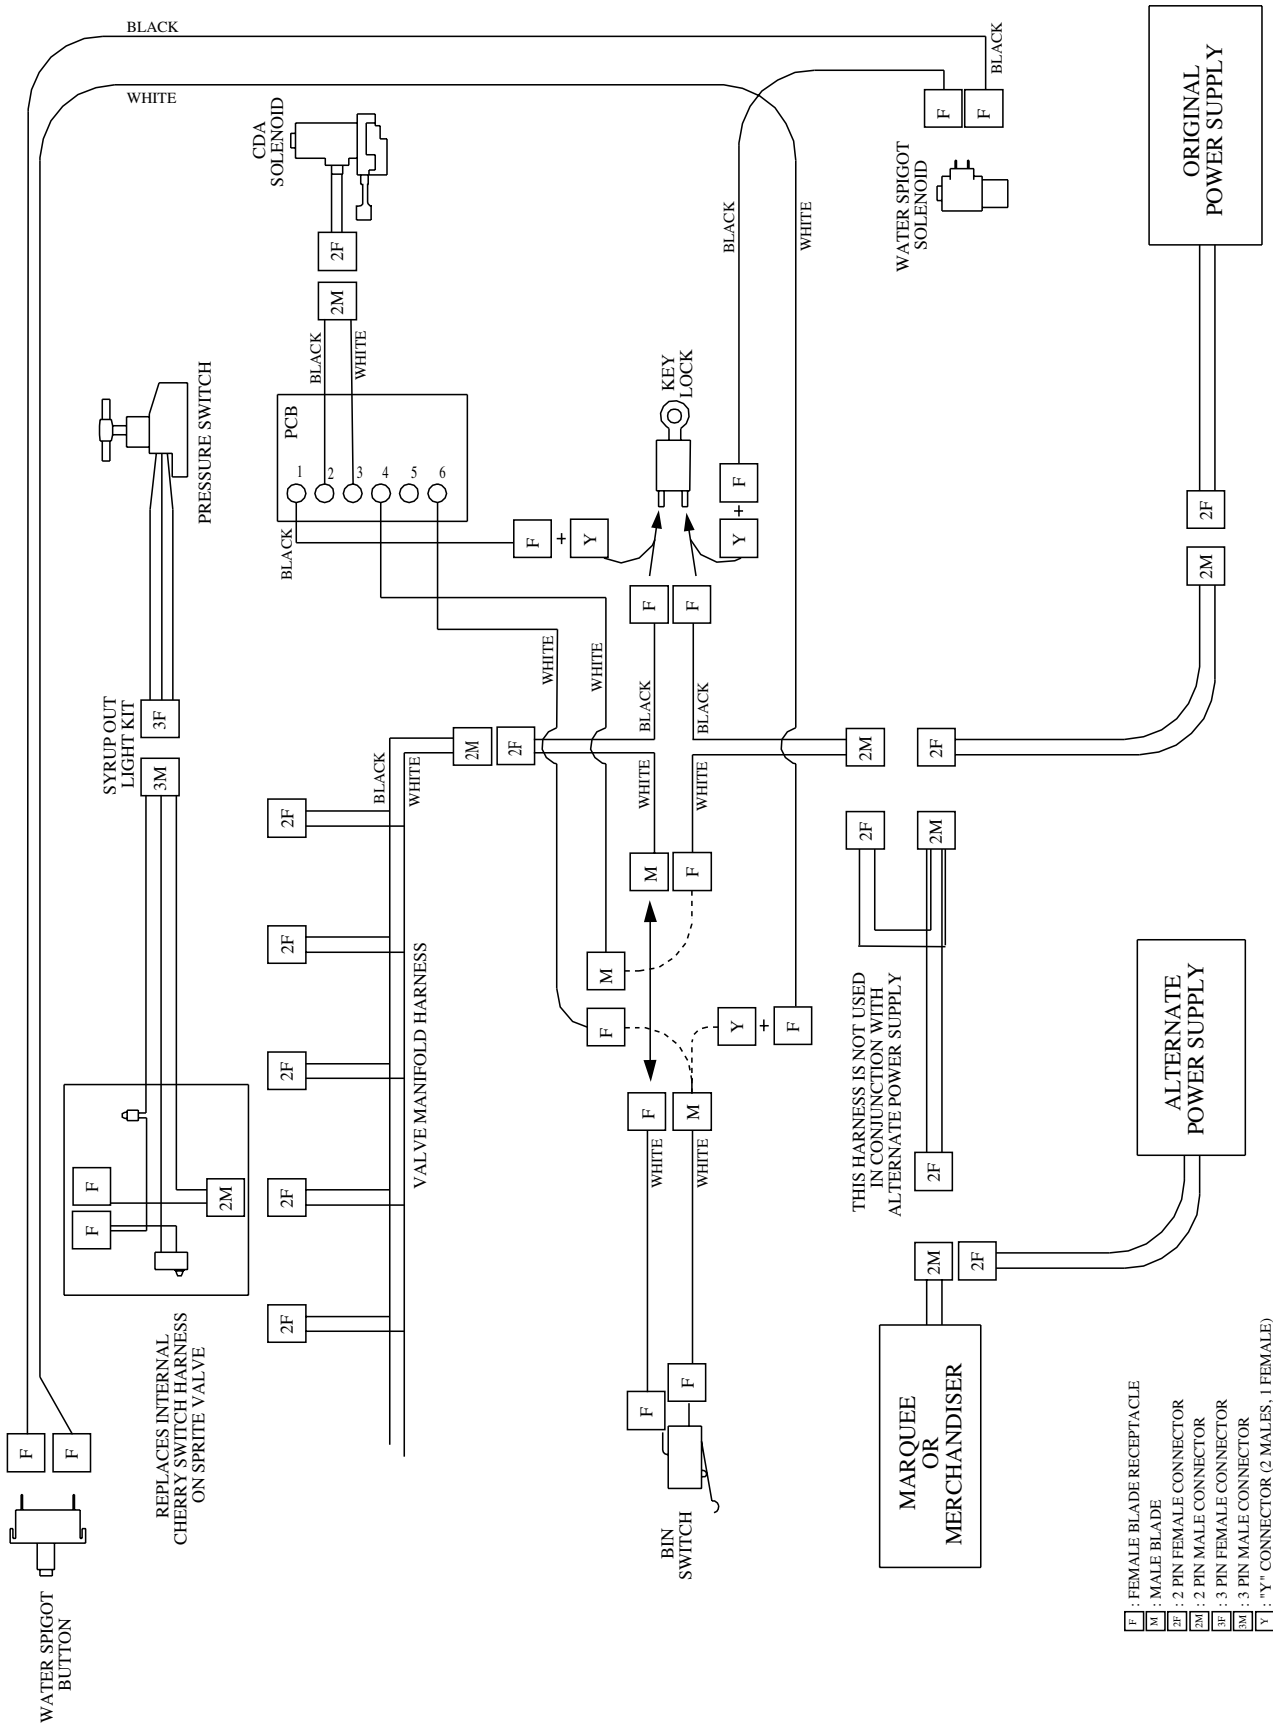 BLACK
WHITE
BLACK
CDA
SOLENOID
2F
2M
BLACK
WHITE
PCB
1
2
3
4
5
6
BLACK
PRESSURE SWITCH
SYRUP OUT
LIGHT KIT
3F
3M
F
F
2M
REPLACES INTERNAL
CHERRY SWITCH HARNESS
ON SPRITE VALVE
WATER SPIGOT
BUTTON
F
F
F
F
WATER SPIGOT
SOLENOID
BLACK
WHITE
KEY
LOCK
F
+
Y
F
+
Y
F
F
WHITE
WHITE
BLACK
BLACK
2M
2F
BLACK
WHITE
WHITE
WHITE
2F
2F
2F
2F
2F
VALVE MANIFOLD HARNESS
M
F
M
F
Y
+
F
F
M
WHITE
WHITE
F
F
BIN
SWITCH
2M
2F
2F
2M
THIS HARNESS IS NOT USED
IN CONJUNCTION WITH
ALTERNATE POWER SUPPLY
2F
2M
2F
MARQUEE
OR
MERCHANDISER
ORIGINAL
POWER SUPPLY
2F
2M
ALTERNATE
POWER SUPPLY
F : FEMALE BLADE RECEPTACLE
M : MALE BLADE
2F : 2 PIN FEMALE CONNECTOR
2M : 2 PIN MALE CONNECTOR
3F : 3 PIN FEMALE CONNECTOR
3M : 3 PIN MALE CONNECTOR
Y : "Y" CONNECTOR (2 MALES, 1 FEMALE)